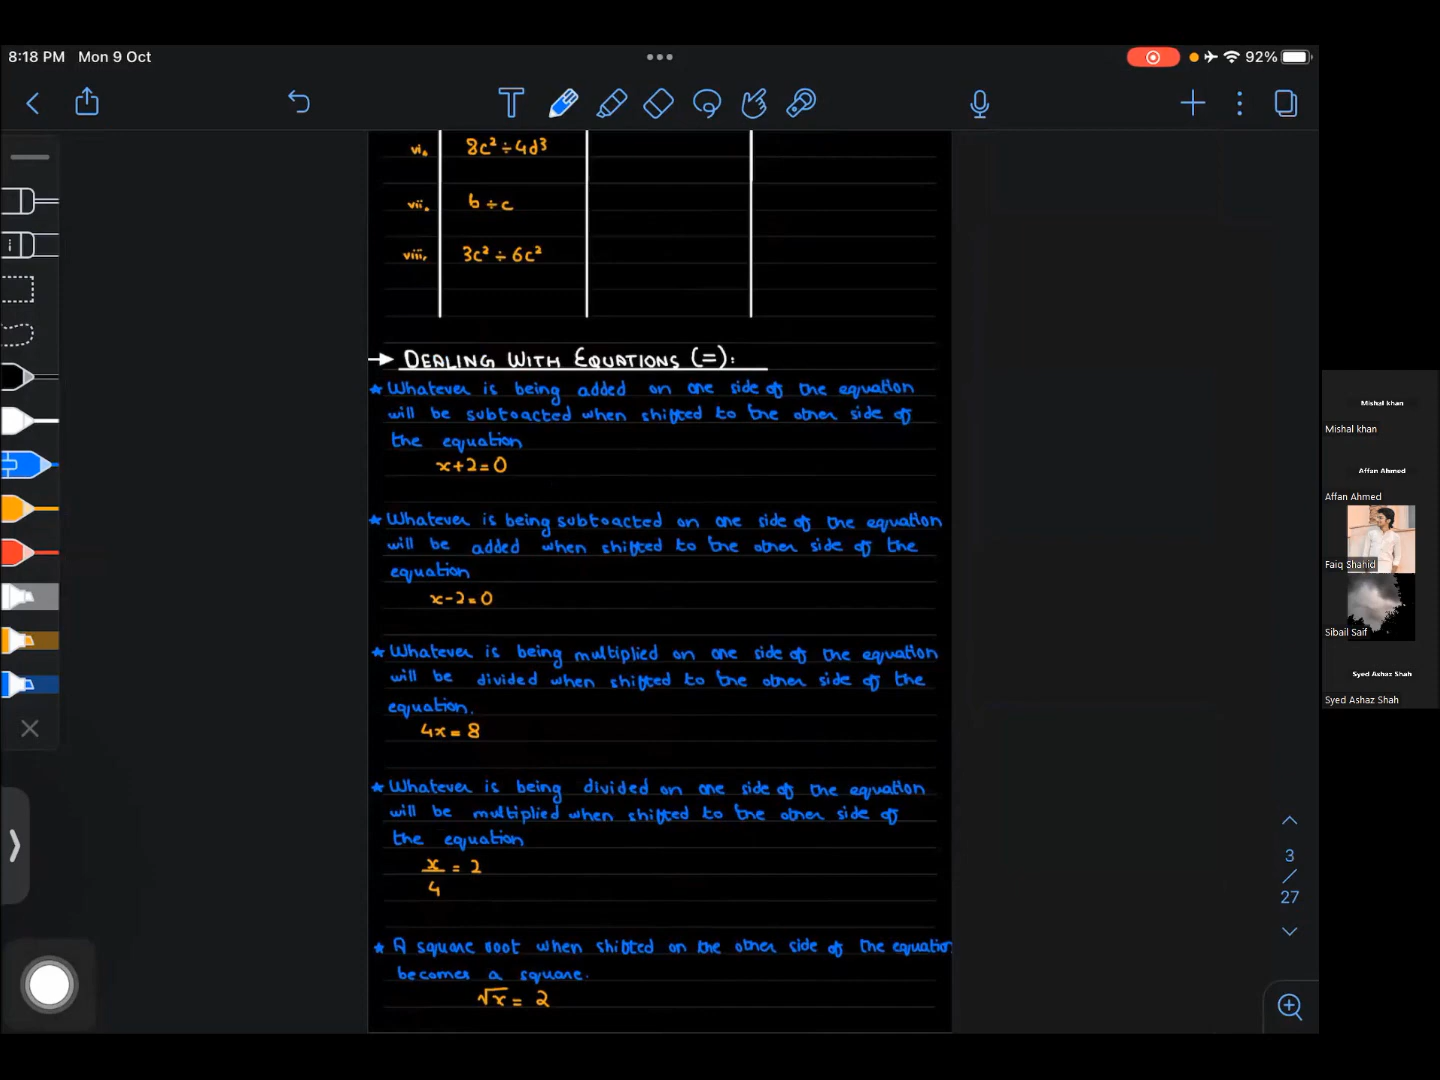 8:18 PM Mon 9 Oct
92%
vi. 8c² ÷ 4d³
vii. b ÷ c
viii. 3c² ÷ 6c²
→ DEALING WITH EQUATIONS (=):
★ Whatever is being added on one side of the equation
will be subtracted when shifted to the other side of
the equation
x+2=0
★ Whatever is being subtracted on one side of the equation
will be added when shifted to the other side of the
equation
x-2=0
★ Whatever is being multiplied on one side of the equation
will be divided when shifted to the other side of the
equation.
4x = 8
★ Whatever is being divided on one side of the equation
will be multiplied when shifted to the other side of
the equation
x/4 = 2
★ A square root when shifted on the other side of the equation
becomes a square.
√x = 2
3
/
27
Mishal khan
Mishal khan
Affan Ahmed
Affan Ahmed
Faiq Shahid
Sibail Saif
Syed Ashaz Shah
Syed Ashaz Shah